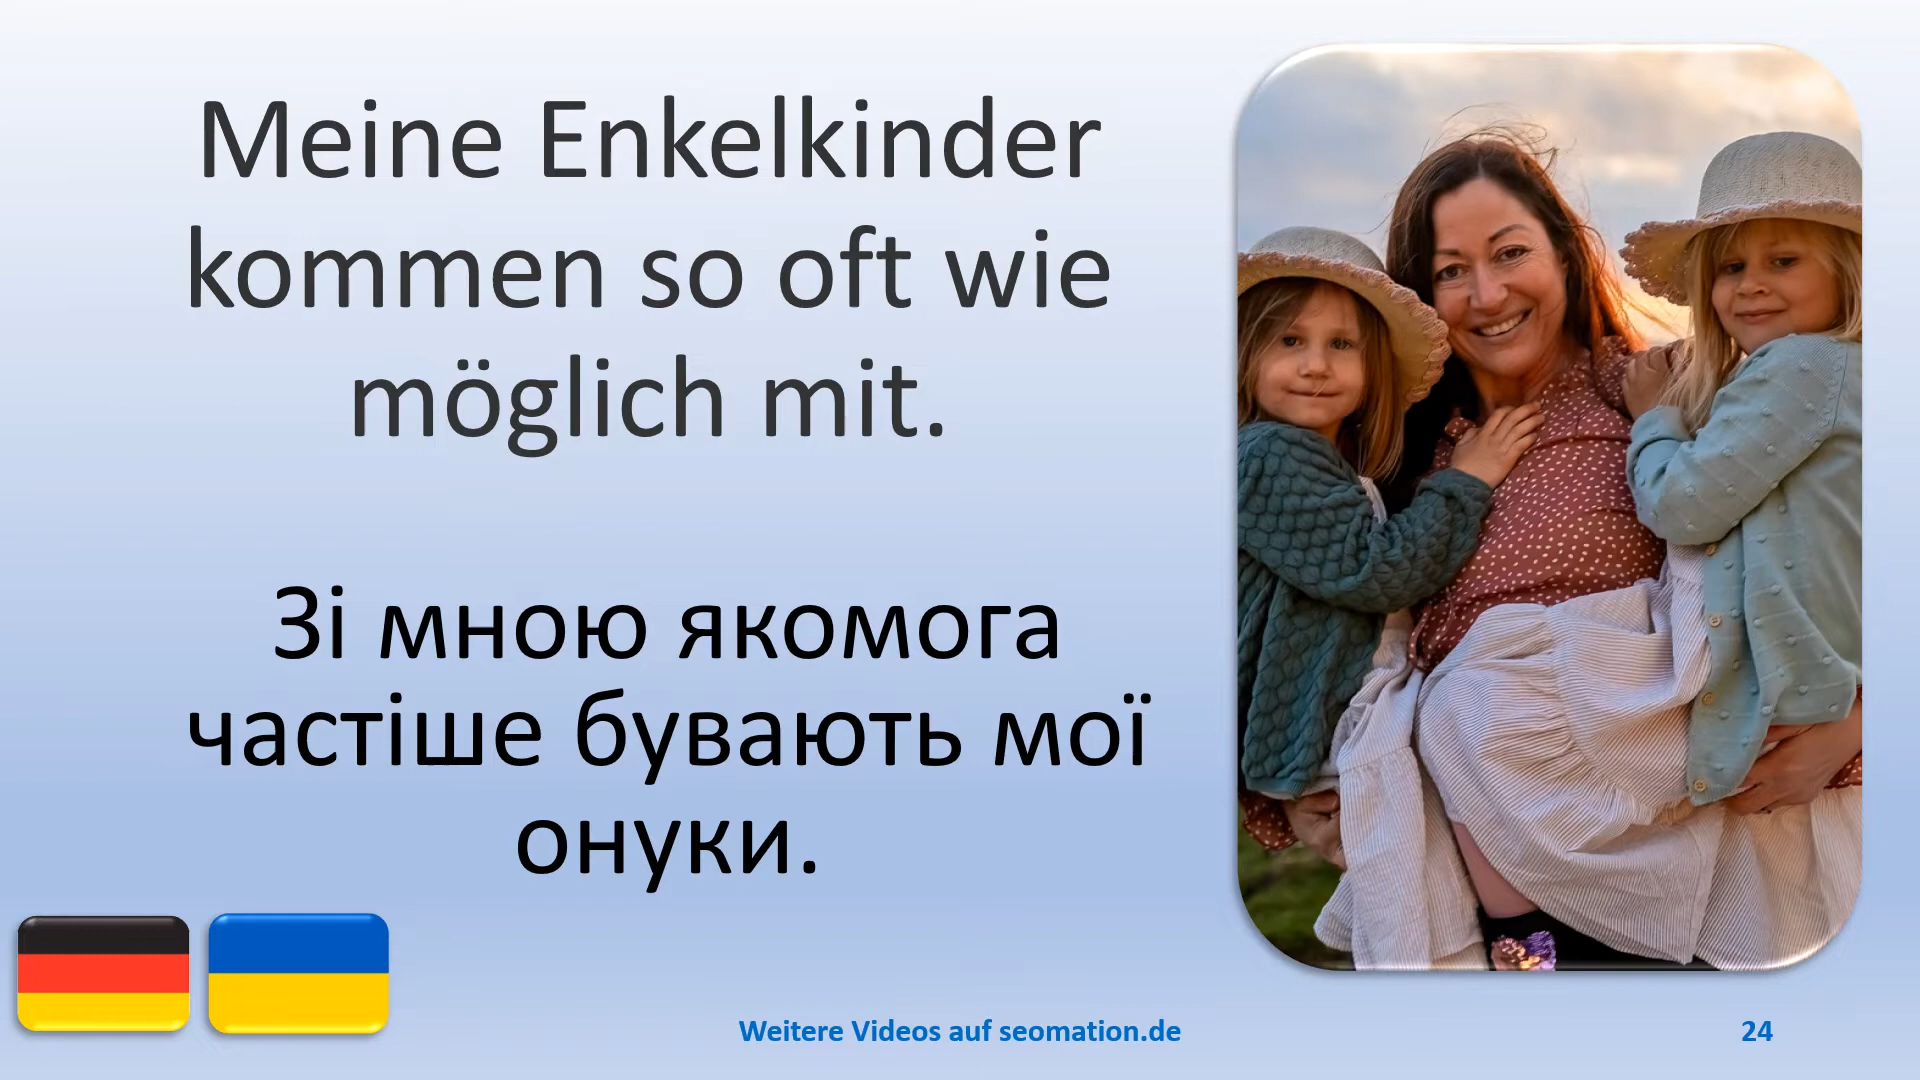 Meine Enkelkinder
kommen so oft wie
möglich mit.
Зі мною якомога
частіше бувають мої
онуки.
Weitere Videos auf seomation.de
24